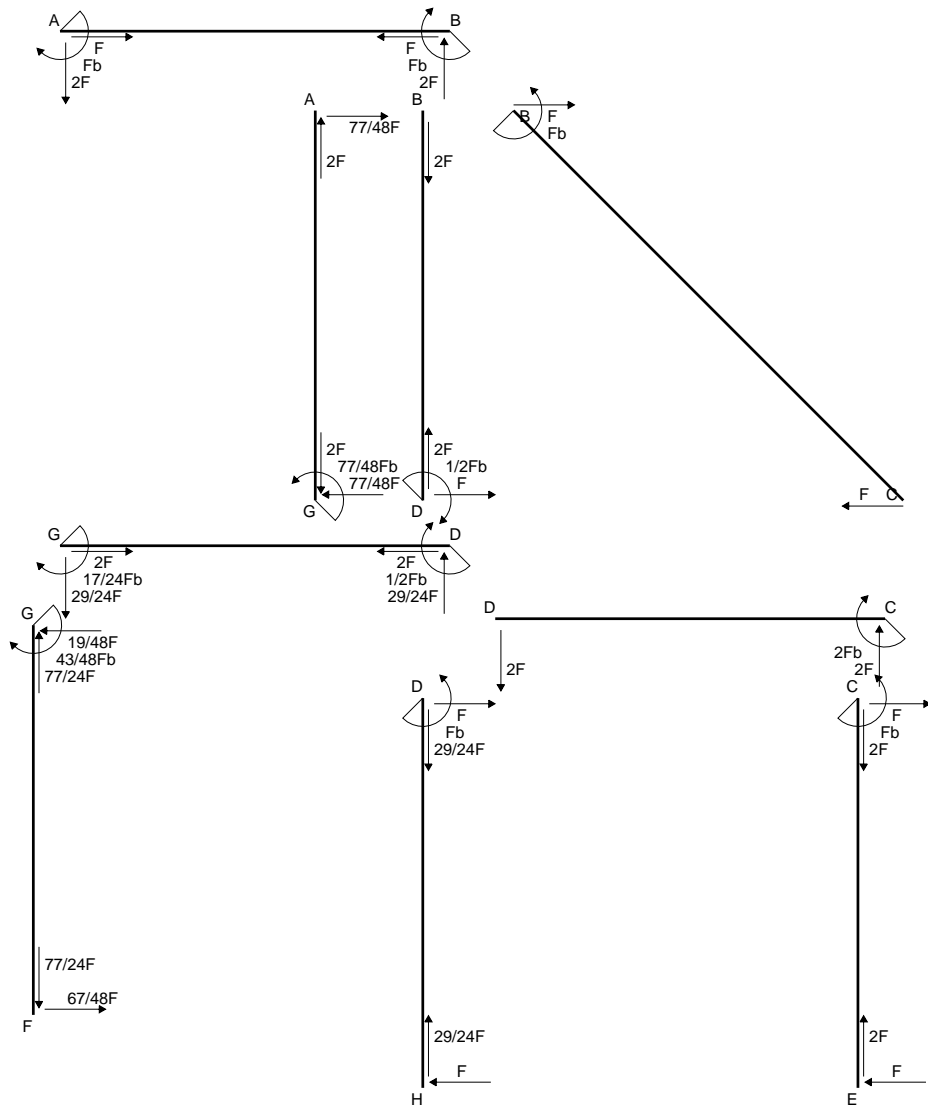 A B
F F
Fb Fb
2F 2F
A B
77/48F
2F 2F
B F
Fb
2F 2F
77/48Fb 1/2Fb
77/48F F
G D
F C
G D
2F 2F
17/24Fb 1/2Fb
29/24F 29/24F
G D C
19/48F
43/48Fb 2Fb
77/24F 2F 2F
D C
F F
Fb Fb
29/24F 2F
77/24F
67/48F
F
29/24F 2F
F F
H E